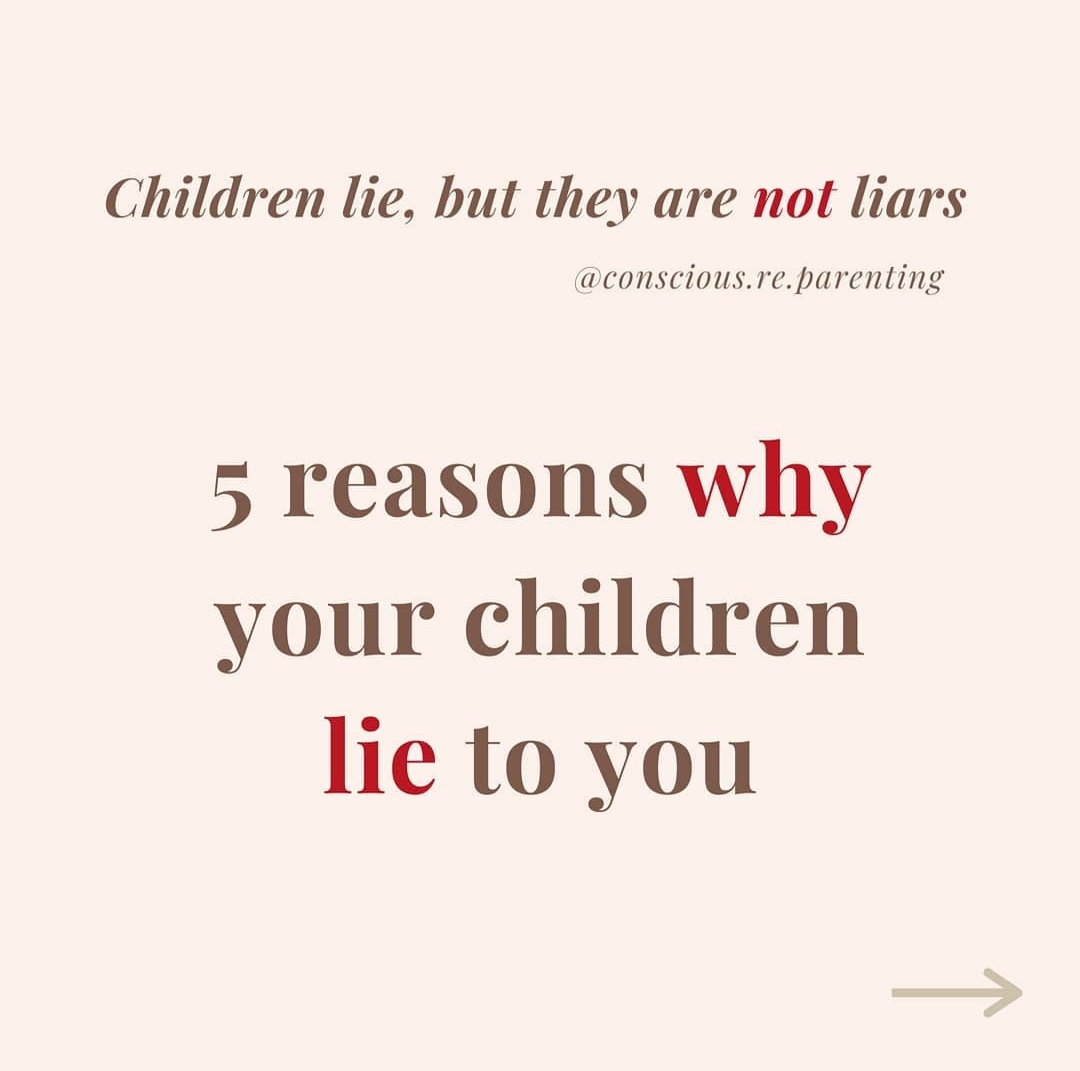 Children lie, but they are not liars
@conscious.re.parenting
5 reasons why
your children
lie to you